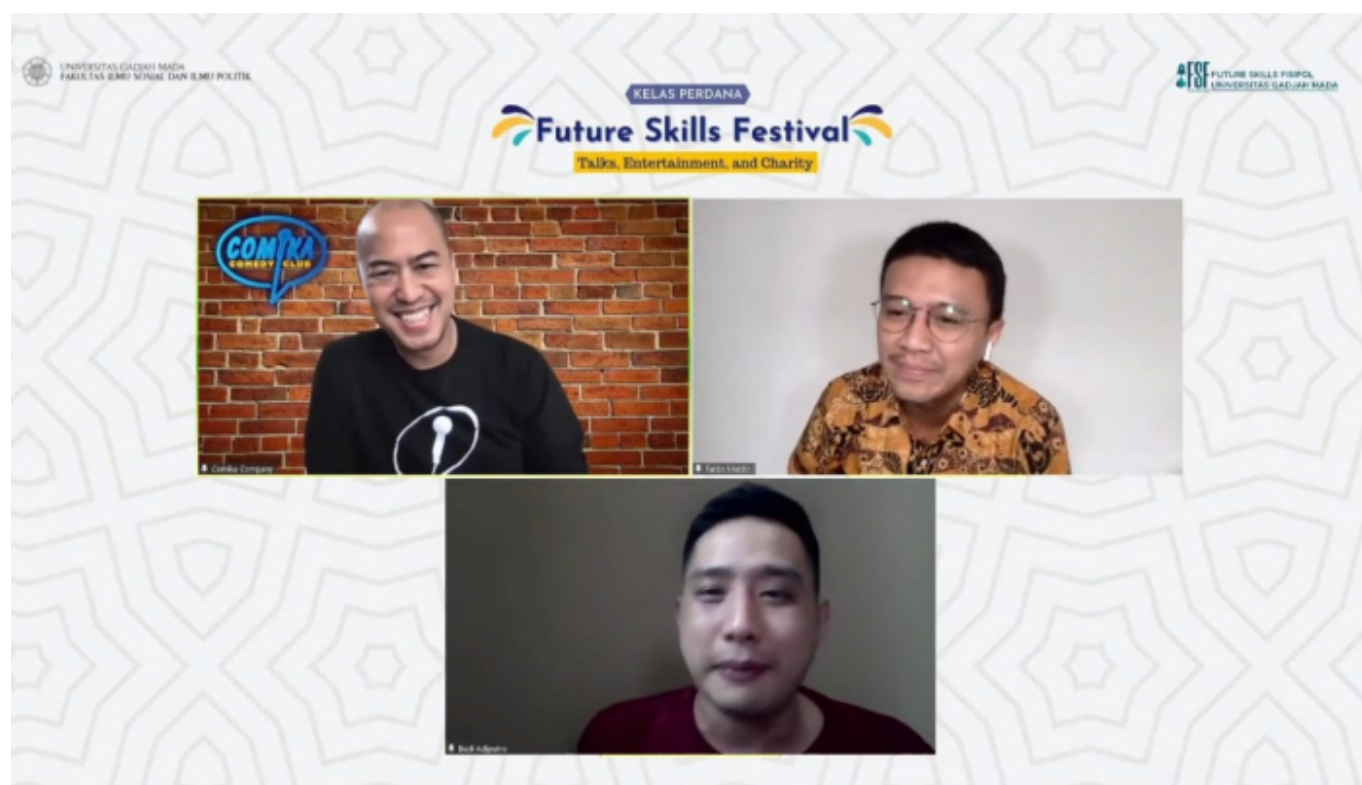 UNIVERSITAS GADJAH MADA
FAKULTAS ILMU SOSIAL DAN ILMU POLITIK
FSF
FUTURE SKILLS FISIPOL
UNIVERSITAS GADJAH MADA
KELAS PERDANA
Future Skills Festival
Talks, Entertainment, and Charity
COMIKA
COMEDY CLUB
Comika Company
Faldo Maldini
Budi Adiputro